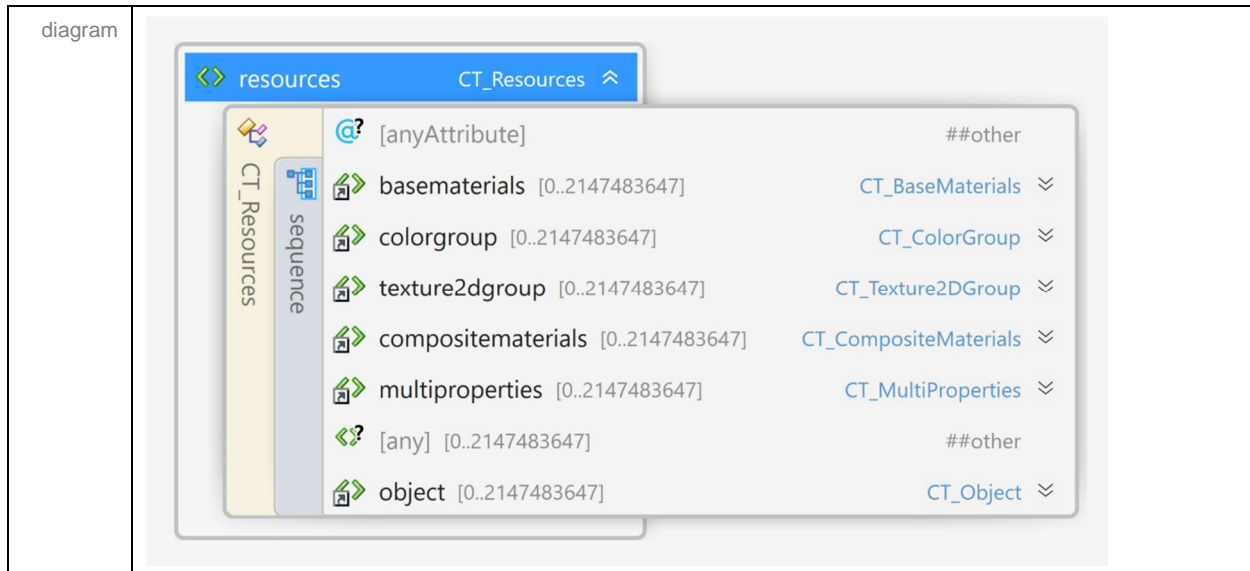 diagram
resources CT_Resources
CT_Resources
sequence
[anyAttribute] ##other
basematerials [0..2147483647] CT_BaseMaterials
colorgroup [0..2147483647] CT_ColorGroup
texture2dgroup [0..2147483647] CT_Texture2DGroup
compositematerials [0..2147483647] CT_CompositeMaterials
multiproperties [0..2147483647] CT_MultiProperties
[any] [0..2147483647] ##other
object [0..2147483647] CT_Object